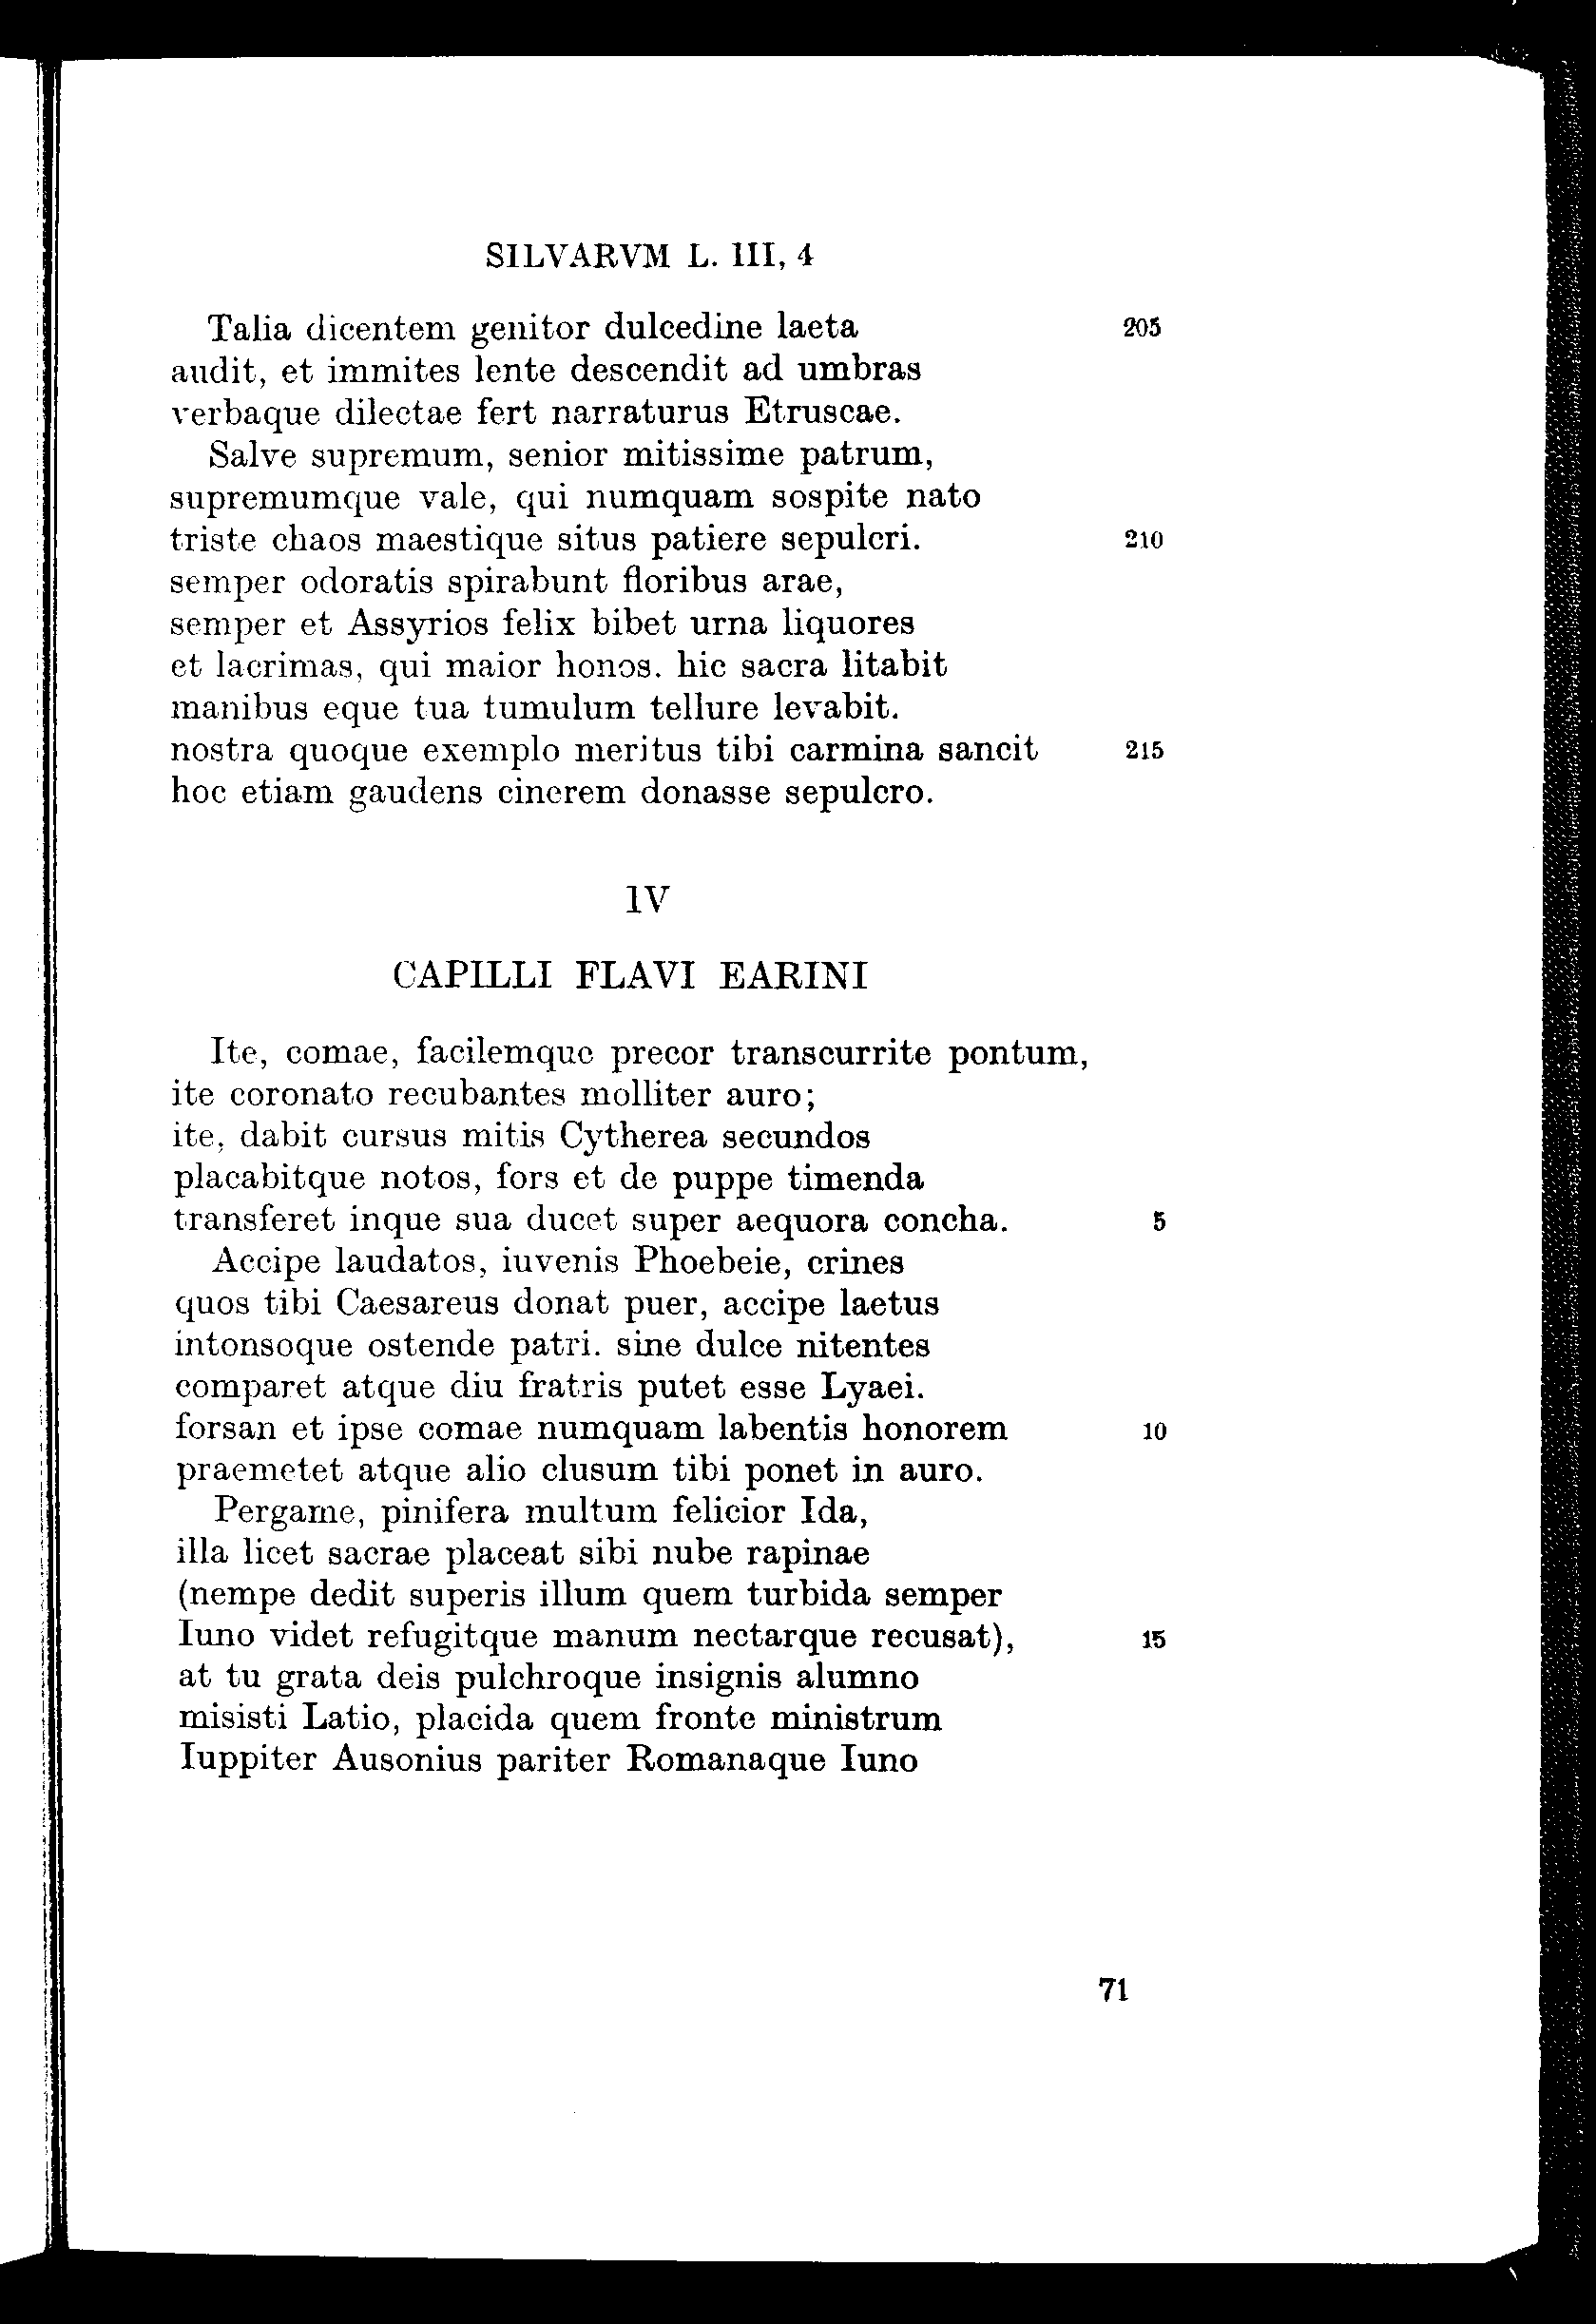 SILVARVM L. III, 4
Talia dicentem genitor dulcedine laeta 205
audit, et immites lente descendit ad umbras
verbaque dilectae fert narraturus Etruscae.
Salve supremum, senior mitissime patrum,
supremumque vale, qui numquam sospite nato
triste chaos maestique situs patiere sepulcri. 210
semper odoratis spirabunt floribus arae,
semper et Assyrios felix bibet urna liquores
et lacrimas, qui maior honos. hic sacra litabit
manibus eque tua tumulum tellure levabit.
nostra quoque exemplo meritus tibi carmina sancit 215
hoc etiam gaudens cinerem donasse sepulcro.
IV
CAPILLI FLAVI EARINI
Ite, comae, facilemque precor transcurrite pontum,
ite coronato recubantes molliter auro;
ite, dabit cursus mitis Cytherea secundos
placabitque notos, fors et de puppe timenda
transferet inque sua ducet super aequora concha. 5
Accipe laudatos, iuvenis Phoebeie, crines
quos tibi Caesareus donat puer, accipe laetus
intonsoque ostende patri. sine dulce nitentes
comparet atque diu fratris putet esse Lyaei.
forsan et ipse comae numquam labentis honorem 10
praemetet atque alio clusum tibi ponet in auro.
Pergame, pinifera multum felicior Ida,
illa licet sacrae placeat sibi nube rapinae
(nempe dedit superis illum quem turbida semper
Iuno videt refugitque manum nectarque recusat), 15
at tu grata deis pulchroque insignis alumno
misisti Latio, placida quem fronte ministrum
Iuppiter Ausonius pariter Romanaque Iuno
71